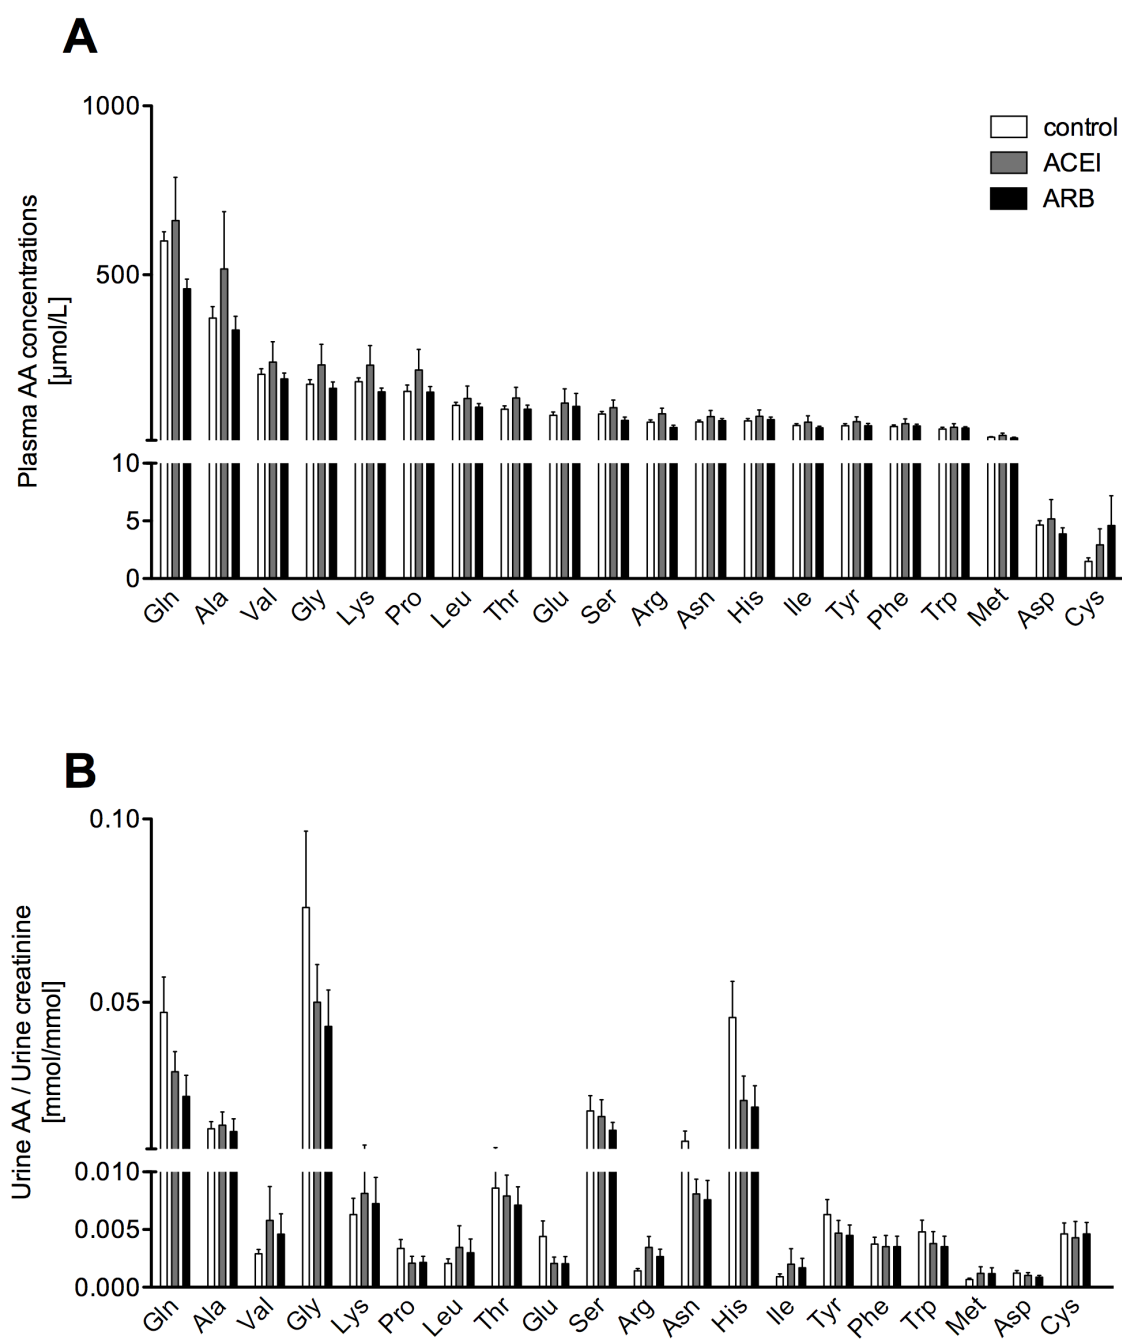 A
1000
500
10
5
0
Plasma AA concentrations
[µmol/L]
control
ACEI
ARB
Gln Ala Val Gly Lys Pro Leu Thr Glu Ser Arg Asn His Ile Tyr Phe Trp Met Asp Cys
B
0.10
0.05
0.010
0.005
0.000
Urine AA / Urine creatinine
[mmol/mmol]
Gln Ala Val Gly Lys Pro Leu Thr Glu Ser Arg Asn His Ile Tyr Phe Trp Met Asp Cys